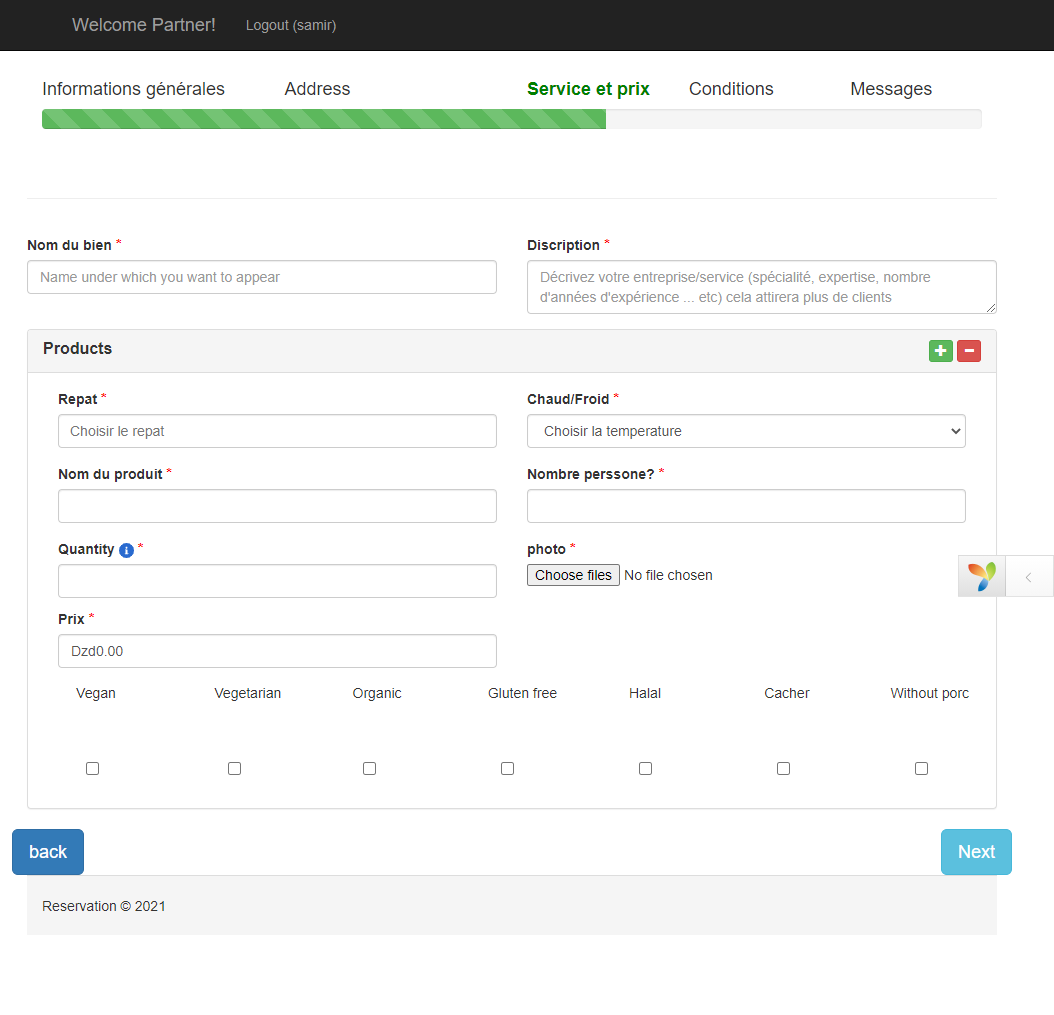 Welcome Partner! Logout (samir)
Informations générales Address Service et prix Conditions Messages
Nom du bien * Discription *
Name under which you want to appear
Décrivez votre entreprise/service (spécialité, expertise, nombre
d'années d'expérience ... etc) cela attirera plus de clients
Products
Repat * Chaud/Froid *
Choisir le repat Choisir la temperature
Nom du produit * Nombre perssone? *
Quantity * photo *
Choose files No file chosen
Prix *
Dzd0.00
Vegan Vegetarian Organic Gluten free Halal Cacher Without porc
back Next
Reservation © 2021